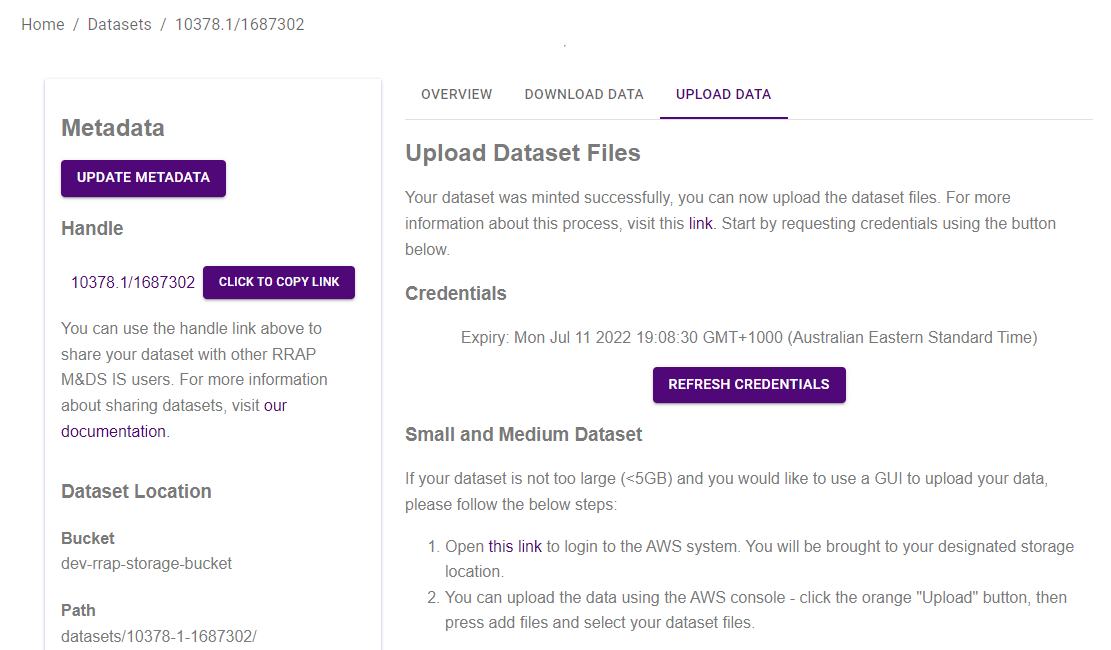 Home / Datasets / 10378.1/1687302
Metadata
UPDATE METADATA
Handle
10378.1/1687302 CLICK TO COPY LINK
You can use the handle link above to
share your dataset with other RRAP
M&DS IS users. For more information
about sharing datasets, visit our
documentation.
Dataset Location
Bucket
dev-rrap-storage-bucket
Path
datasets/10378-1-1687302/
OVERVIEW DOWNLOAD DATA UPLOAD DATA
Upload Dataset Files
Your dataset was minted successfully, you can now upload the dataset files. For more
information about this process, visit this link. Start by requesting credentials using the button
below.
Credentials
Expiry: Mon Jul 11 2022 19:08:30 GMT+1000 (Australian Eastern Standard Time)
REFRESH CREDENTIALS
Small and Medium Dataset
If your dataset is not too large (<5GB) and you would like to use a GUI to upload your data,
please follow the below steps:
1. Open this link to login to the AWS system. You will be brought to your designated storage
location.
2. You can upload the data using the AWS console - click the orange "Upload" button, then
press add files and select your dataset files.